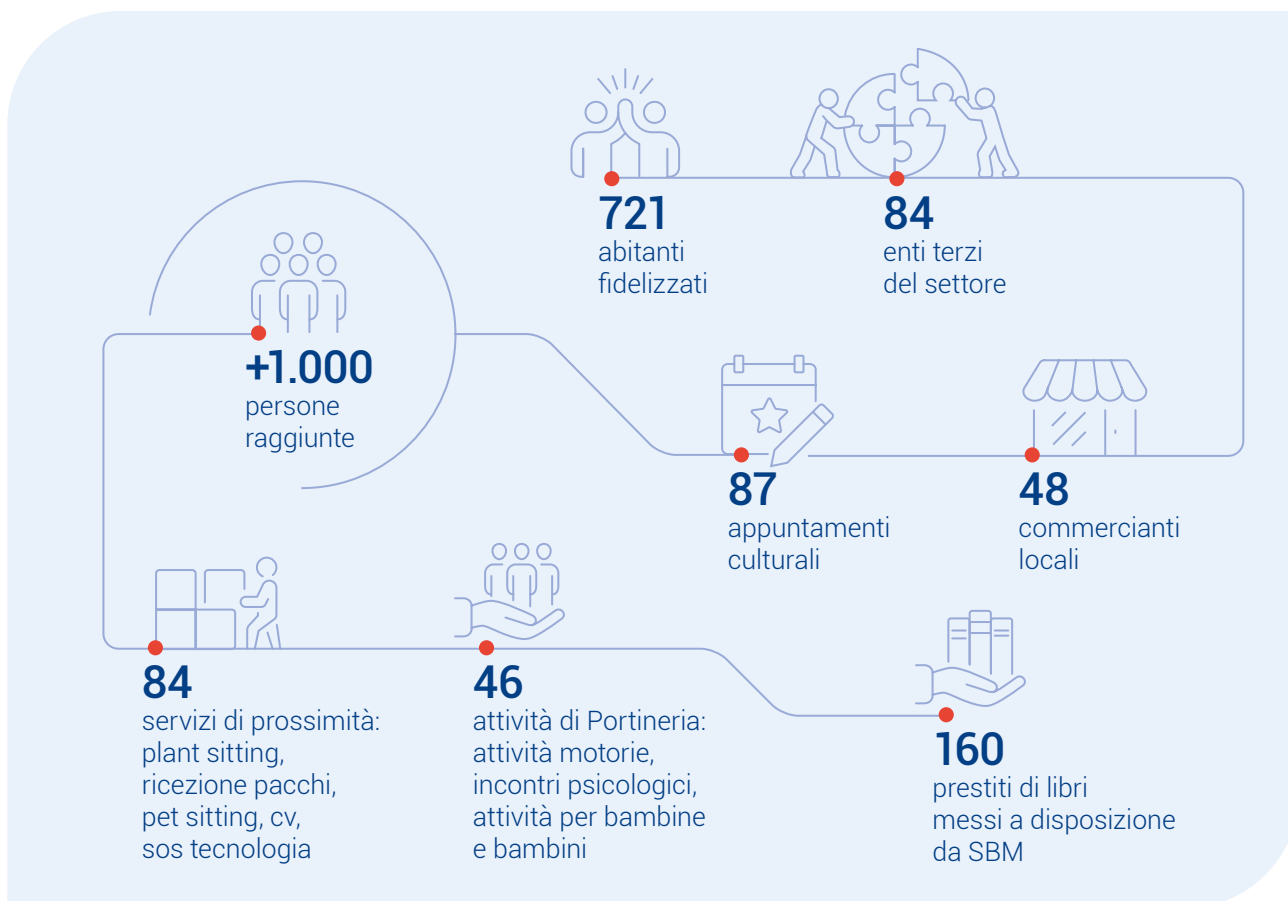 721
abitanti
fidelizzati
84
enti terzi
del settore
+1.000
persone
raggiunte
87
appuntamenti
culturali
48
commercianti
locali
84
servizi di prossimità:
plant sitting,
ricezione pacchi,
pet sitting, cv,
sos tecnologia
46
attività di Portineria:
attività motorie,
incontri psicologici,
attività per bambine
e bambini
160
prestiti di libri
messi a disposizione
da SBM